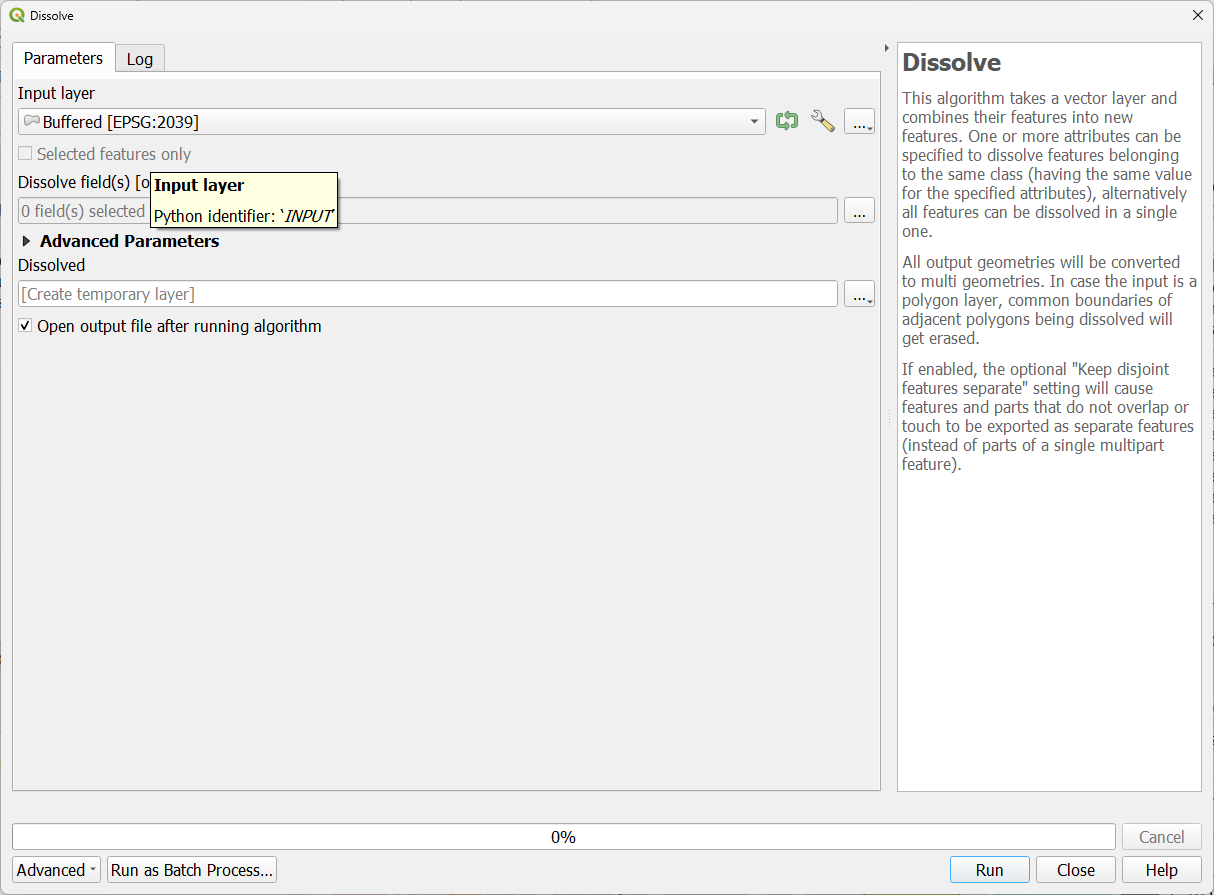 Dissolve
Parameters
Log
Input layer
Buffered [EPSG:2039]
...
Selected features only
Dissolve field(s) [o
Input layer
Python identifier: `INPUT`
0 field(s) selected
...
Advanced Parameters
Dissolved
[Create temporary layer]
...
Open output file after running algorithm
Dissolve
This algorithm takes a vector layer and
combines their features into new
features. One or more attributes can be
specified to dissolve features belonging
to the same class (having the same value
for the specified attributes), alternatively
all features can be dissolved in a single
one.
All output geometries will be converted
to multi geometries. In case the input is a
polygon layer, common boundaries of
adjacent polygons being dissolved will
get erased.
If enabled, the optional "Keep disjoint
features separate" setting will cause
features and parts that do not overlap or
touch to be exported as separate features
(instead of parts of a single multipart
feature).
0%
Cancel
Advanced
Run as Batch Process...
Run
Close
Help